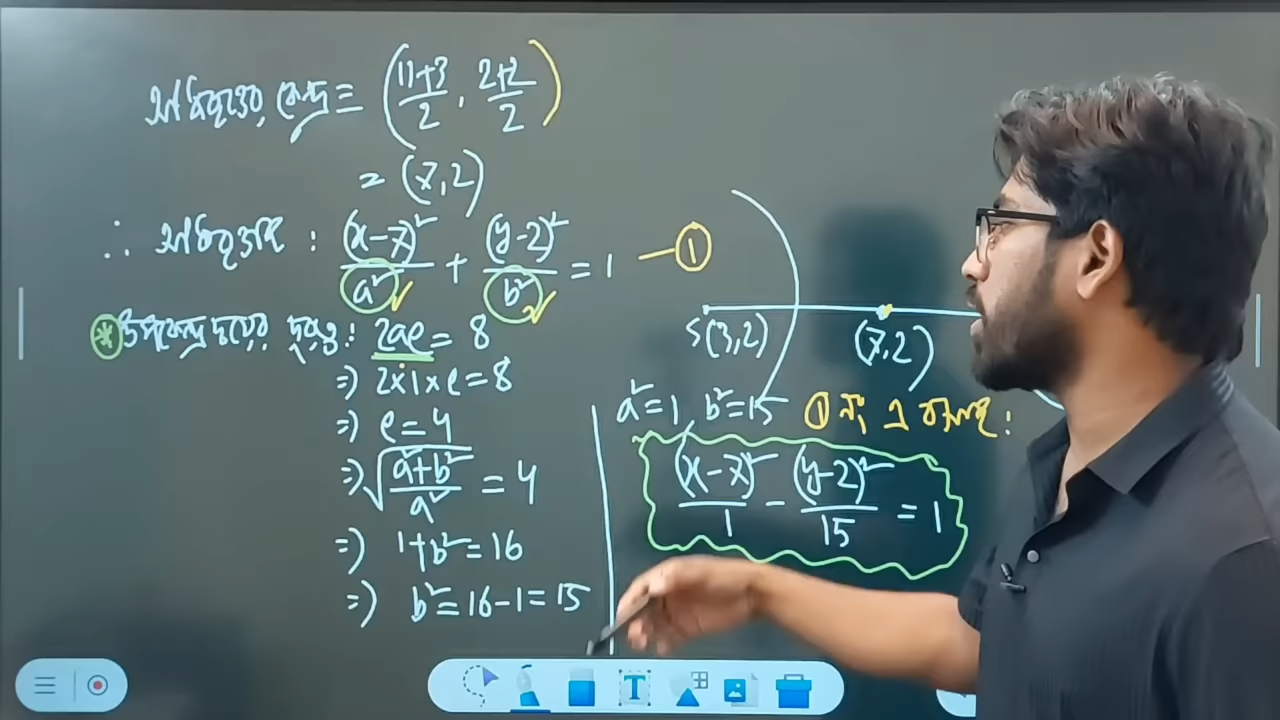 অধিবৃত্তের কেন্দ্র = (11+3/2, 2+2/2)
= (7,2)
∴ অধিবৃত্তটি : (x-7)²/a² + (y-2)²/b² = 1 — ①
* উপকেন্দ্রদ্বয়ের দূরত্ব: 2ae = 8
⇒) 2×1×e=8
⇒) e=4
⇒) √(a²+b²/a²) = 4
⇒) 1+b²=16
⇒) b²=16-1=15
S(3,2)
(7,2)
a²=1, b²=15 ① নং এ বসাই:
(x-7)²/1 - (y-2)²/15 = 1
T